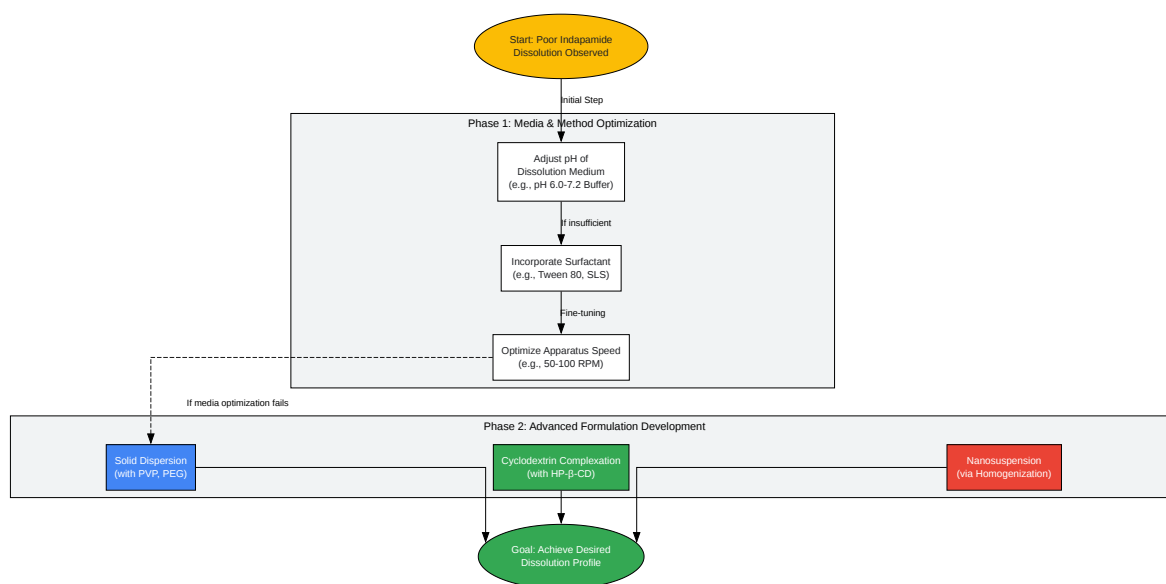 Start: Poor Indapamide
Dissolution Observed
Initial Step
Phase 1: Media & Method Optimization
Adjust pH of
Dissolution Medium
(e.g., pH 6.0-7.2 Buffer)
If insufficient
Incorporate Surfactant
(e.g., Tween 80, SLS)
Fine-tuning
Optimize Apparatus Speed
(e.g., 50-100 RPM)
If media optimization fails
Phase 2: Advanced Formulation Development
Solid Dispersion
(with PVP, PEG)
Cyclodextrin Complexation
(with HP-β-CD)
Nanosuspension
(via Homogenization)
Goal: Achieve Desired
Dissolution Profile